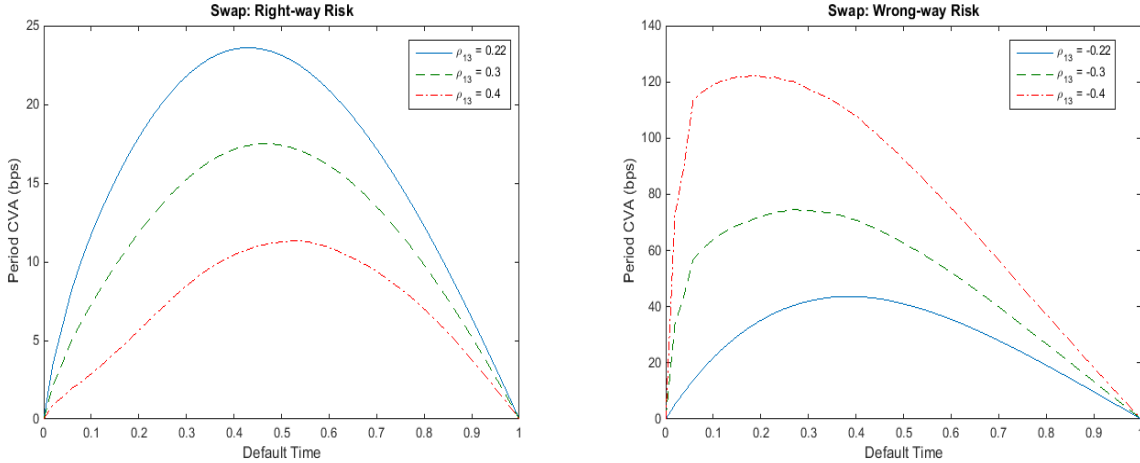 Swap: Right-way Risk
25
20
15
10
5
0
Period CVA (bps)
ρ13 = 0.22
ρ13 = 0.3
ρ13 = 0.4
0 0.1 0.2 0.3 0.4 0.5 0.6 0.7 0.8 0.9 1
Default Time
Swap: Wrong-way Risk
140
120
100
80
60
40
20
0
Period CVA (bps)
ρ13 = -0.22
ρ13 = -0.3
ρ13 = -0.4
0 0.1 0.2 0.3 0.4 0.5 0.6 0.7 0.8 0.9 1
Default Time